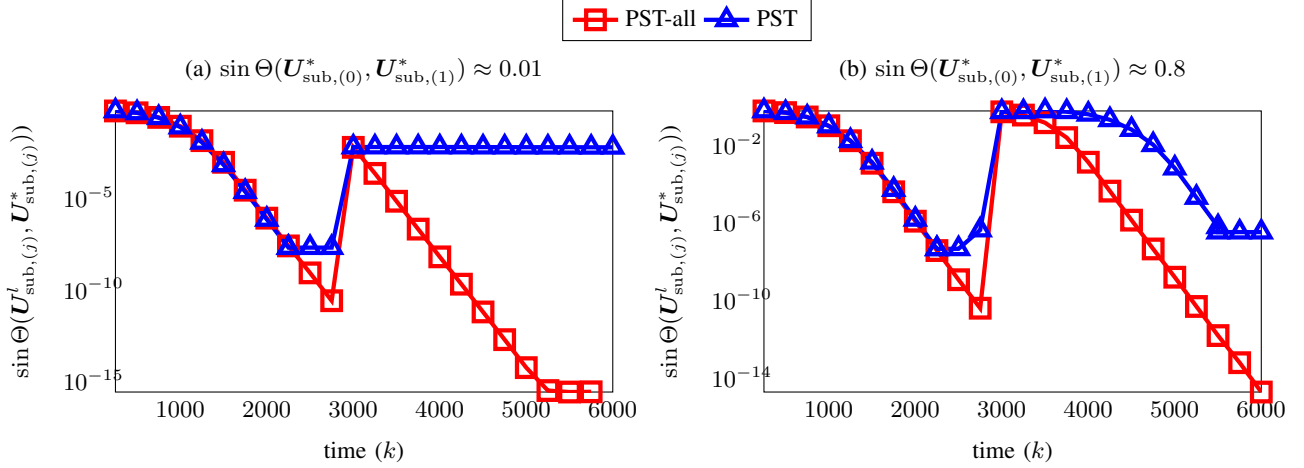 PST-all PST
(a) sin Θ(U*sub,(0), U*sub,(1)) ≈ 0.01
sin Θ(U^l_sub,(j), U*sub,(j))
10^−5
10^−10
10^−15
1000 2000 3000 4000 5000 6000
time (k)
(b) sin Θ(U*sub,(0), U*sub,(1)) ≈ 0.8
sin Θ(U^l_sub,(j), U*sub,(j))
10^−2
10^−6
10^−10
10^−14
1000 2000 3000 4000 5000 6000
time (k)